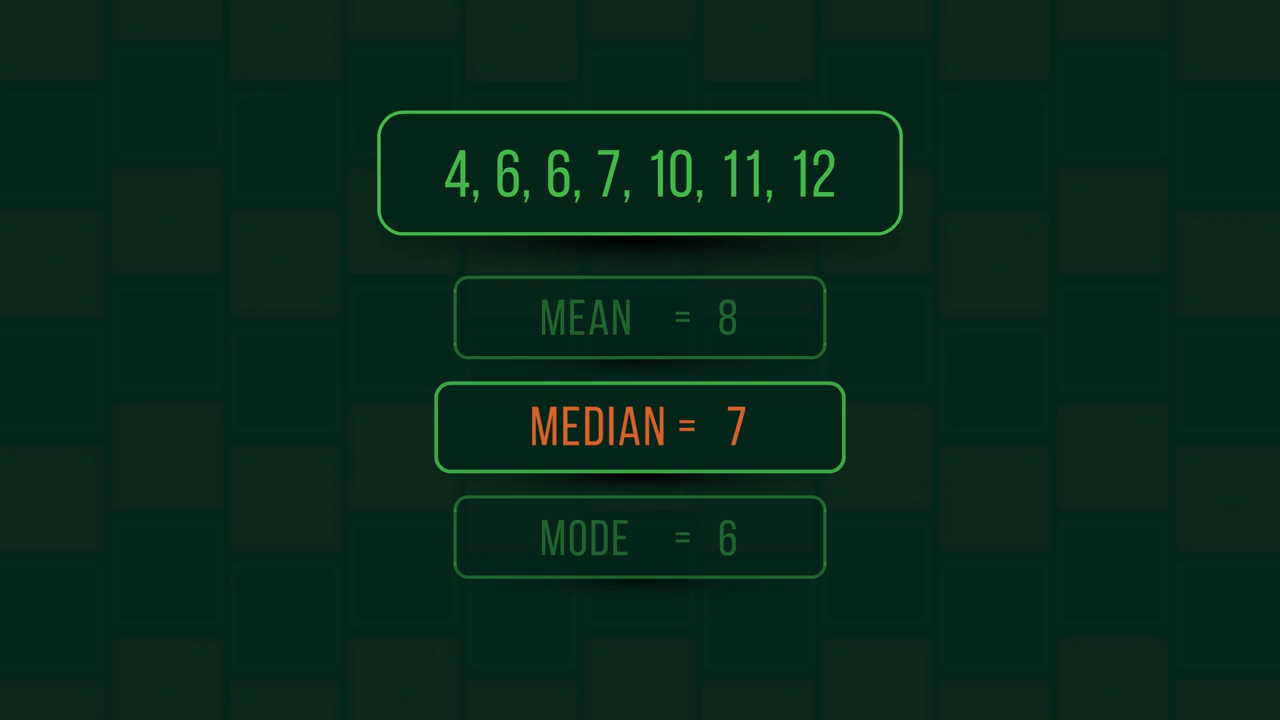 4, 6, 6, 7, 10, 11, 12
MEAN = 8
MEDIAN = 7
MODE = 6